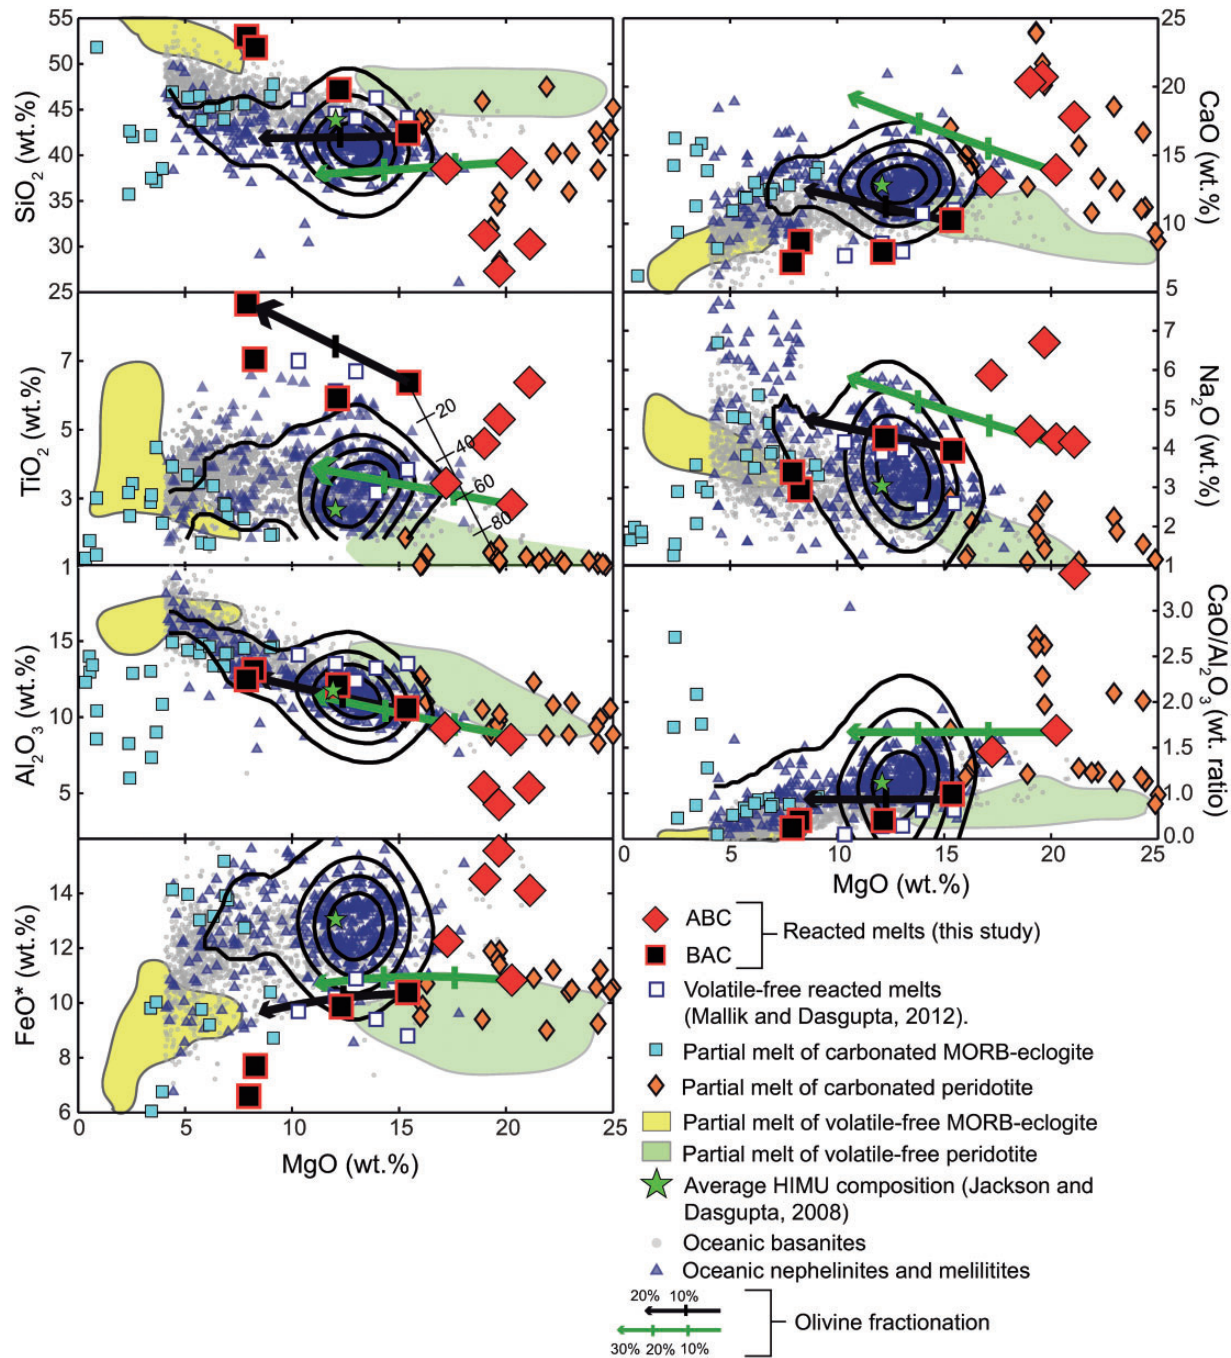 55
50
45
40
35
30
25
SiO2 (wt.%)
7
5
3
1
TiO2 (wt.%)
20
40
60
80
15
10
5
Al2O3 (wt.%)
14
12
10
8
6
FeO* (wt.%)
0 5 10 15 20 25
MgO (wt.%)
25
20
15
10
5
CaO (wt.%)
7
6
5
4
3
2
1
Na2O (wt.%)
3.0
2.5
2.0
1.5
1.0
0.0
CaO/Al2O3 (wt. ratio)
0 5 10 15 20 25
MgO (wt.%)
ABC
BAC
Reacted melts (this study)
Volatile-free reacted melts
(Mallik and Dasgupta, 2012).
Partial melt of carbonated MORB-eclogite
Partial melt of carbonated peridotite
Partial melt of volatile-free MORB-eclogite
Partial melt of volatile-free peridotite
Average HIMU composition (Jackson and
Dasgupta, 2008)
Oceanic basanites
Oceanic nephelinites and melilitites
20% 10%
30% 20% 10%
Olivine fractionation